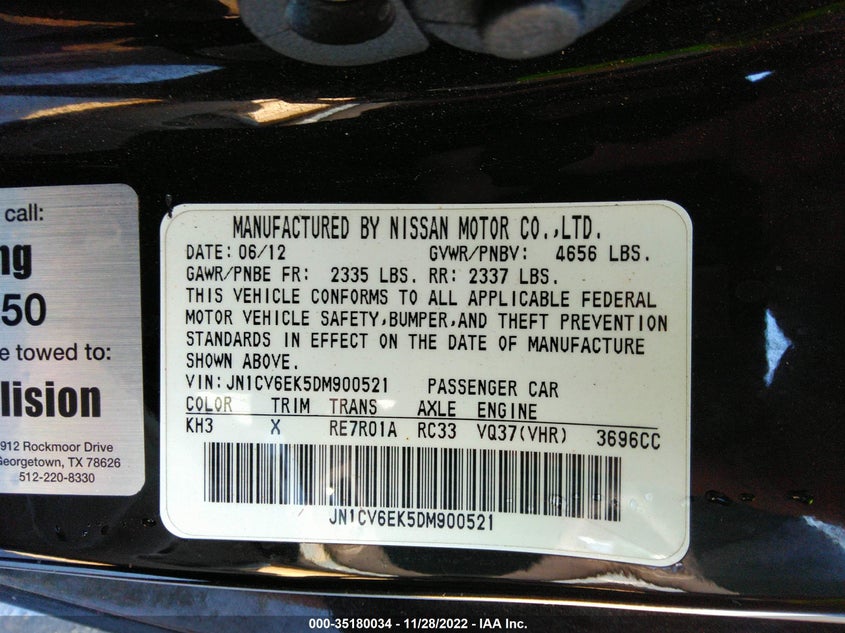 call:
ng
50
e towed to:
lision
912 Rockmoor Drive
Georgetown, TX 78626
512-220-8330
MANUFACTURED BY NISSAN MOTOR CO.,LTD.
DATE: 06/12 GVWR/PNBV: 4656 LBS.
GAWR/PNBE FR: 2335 LBS. RR: 2337 LBS.
THIS VEHICLE CONFORMS TO ALL APPLICABLE FEDERAL
MOTOR VEHICLE SAFETY,BUMPER,AND THEFT PREVENTION
STANDARDS IN EFFECT ON THE DATE OF MANUFACTURE
SHOWN ABOVE.
VIN:JN1CV6EK5DM900521 PASSENGER CAR
COLOR TRIM TRANS AXLE ENGINE
KH3 X RE7R01A RC33 VQ37(VHR) 3696CC
JN1CV6EK5DM900521
000-35180034 - 11/28/2022 - IAA Inc.